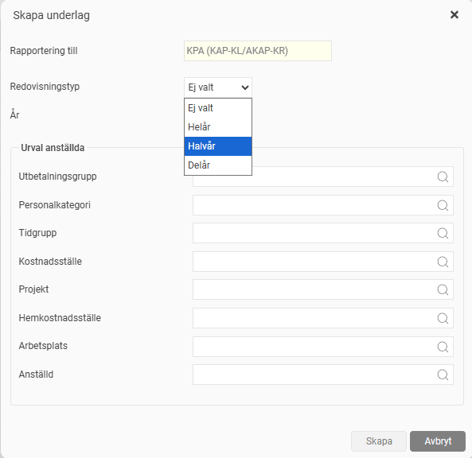 Skapa underlag
Rapportering till KPA (KAP-KL/AKAP-KR)
Redovisningstyp Ej valt
Ej valt
År
Helår
Halvår
Delår
Urval anställda
Utbetalningsgrupp
Personalkategori
Tidgrupp
Kostnadsställe
Projekt
Hemkostnadsställe
Arbetsplats
Anställd
Skapa Avbryt